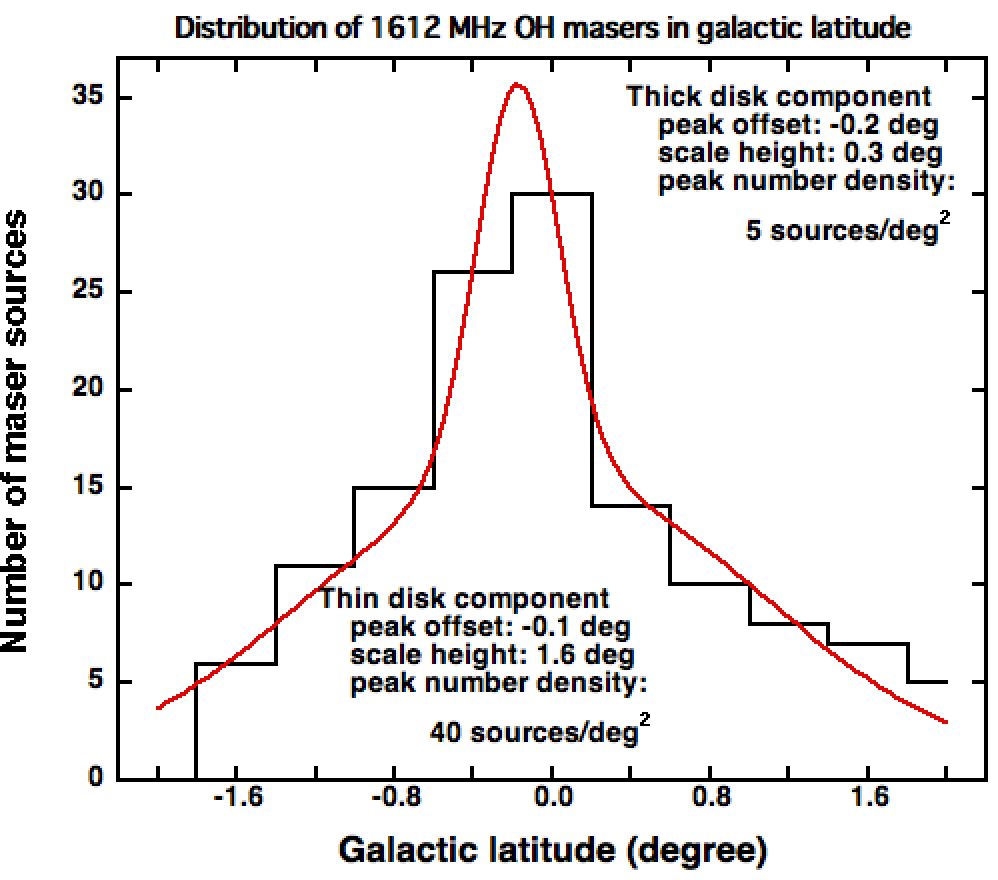 Distribution of 1612 MHz OH masers in galactic latitude
Number of maser sources
35
30
25
20
15
10
5
0
Thick disk component
peak offset: -0.2 deg
scale height: 0.3 deg
peak number density:
5 sources/deg²
Thin disk component
peak offset: -0.1 deg
scale height: 1.6 deg
peak number density:
40 sources/deg²
-1.6 -0.8 0.0 0.8 1.6
Galactic latitude (degree)